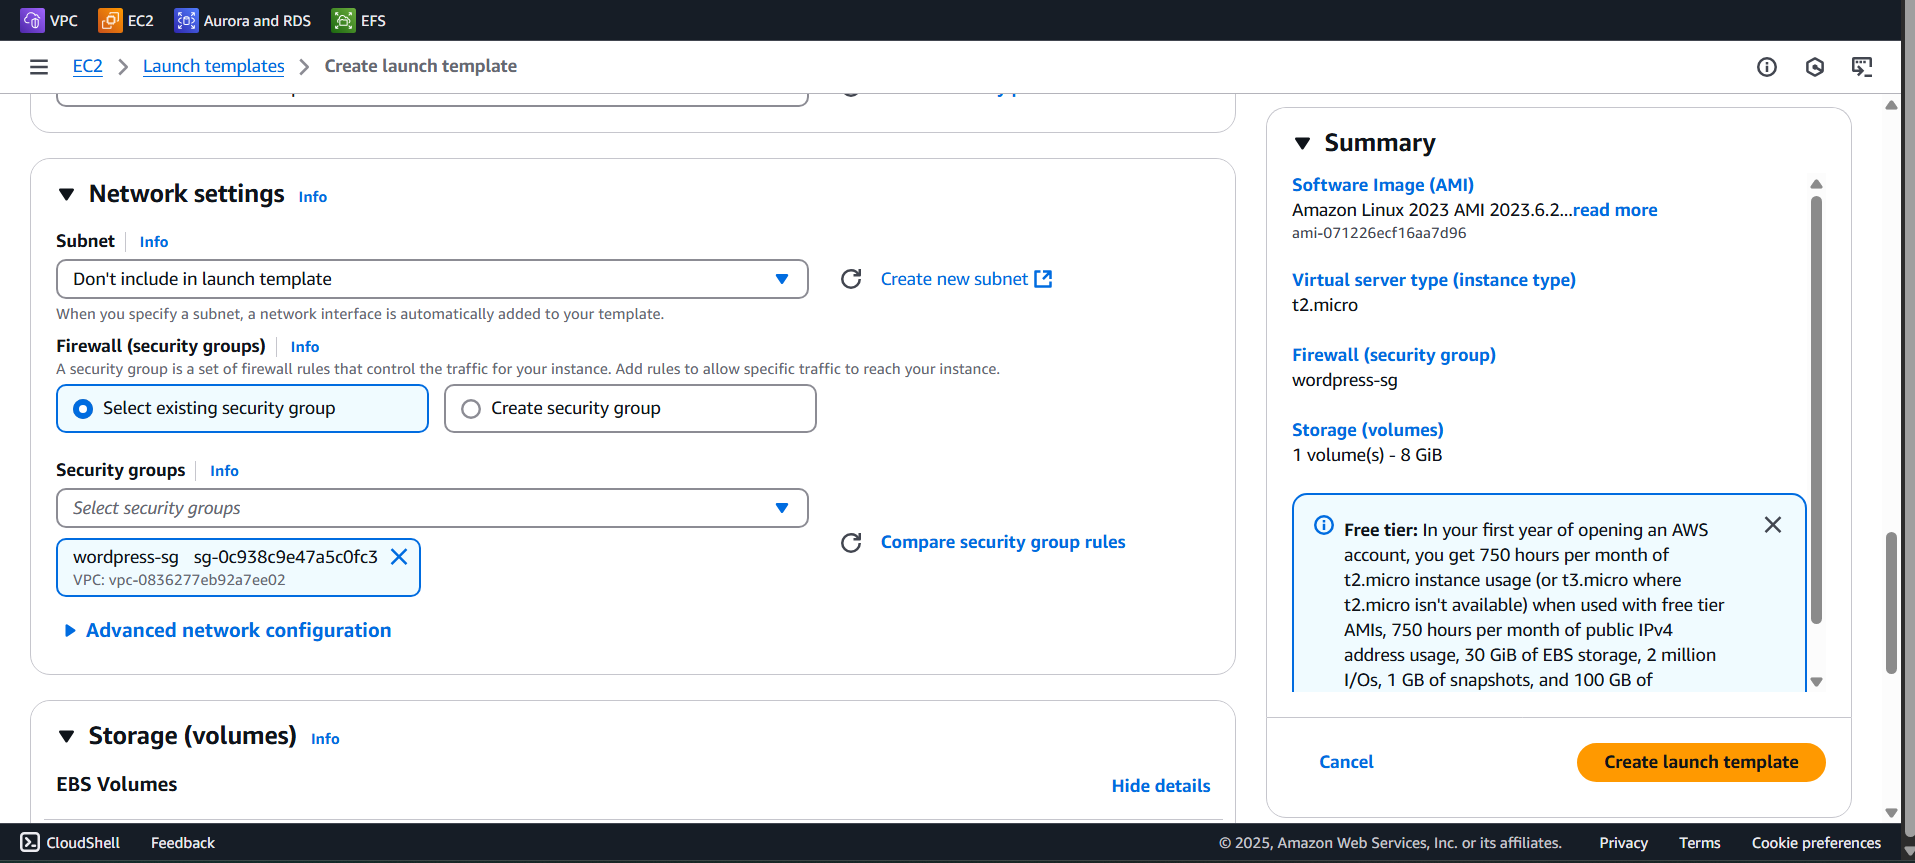 VPC EC2 Aurora and RDS EFS
EC2 Launch templates Create launch template
Network settings Info
Subnet Info
Don't include in launch template
Create new subnet
When you specify a subnet, a network interface is automatically added to your template.
Firewall (security groups) Info
A security group is a set of firewall rules that control the traffic for your instance. Add rules to allow specific traffic to reach your instance.
Select existing security group
Create security group
Security groups Info
Select security groups
wordpress-sg sg-0c938c9e47a5c0fc3
VPC: vpc-0836277eb92a7ee02
Compare security group rules
Advanced network configuration
Storage (volumes) Info
EBS Volumes
Hide details
Summary
Software Image (AMI)
Amazon Linux 2023 AMI 2023.6.2...read more
ami-071226ecf16aa7d96
Virtual server type (instance type)
t2.micro
Firewall (security group)
wordpress-sg
Storage (volumes)
1 volume(s) - 8 GiB
Free tier: In your first year of opening an AWS
account, you get 750 hours per month of
t2.micro instance usage (or t3.micro where
t2.micro isn't available) when used with free tier
AMIs, 750 hours per month of public IPv4
address usage, 30 GiB of EBS storage, 2 million
I/Os, 1 GB of snapshots, and 100 GB of
Cancel
Create launch template
CloudShell Feedback
© 2025, Amazon Web Services, Inc. or its affiliates. Privacy Terms Cookie preferences